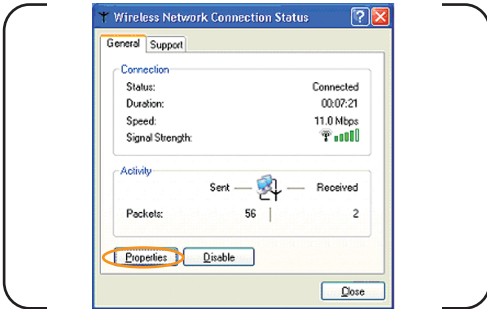 Wireless Network Connection Status
General Support
Connection
Status: Connected
Duration: 00:07:21
Speed: 11.0 Mbps
Signal Strength:
Activity
Sent Received
Packets: 56 2
Properties Disable
Close